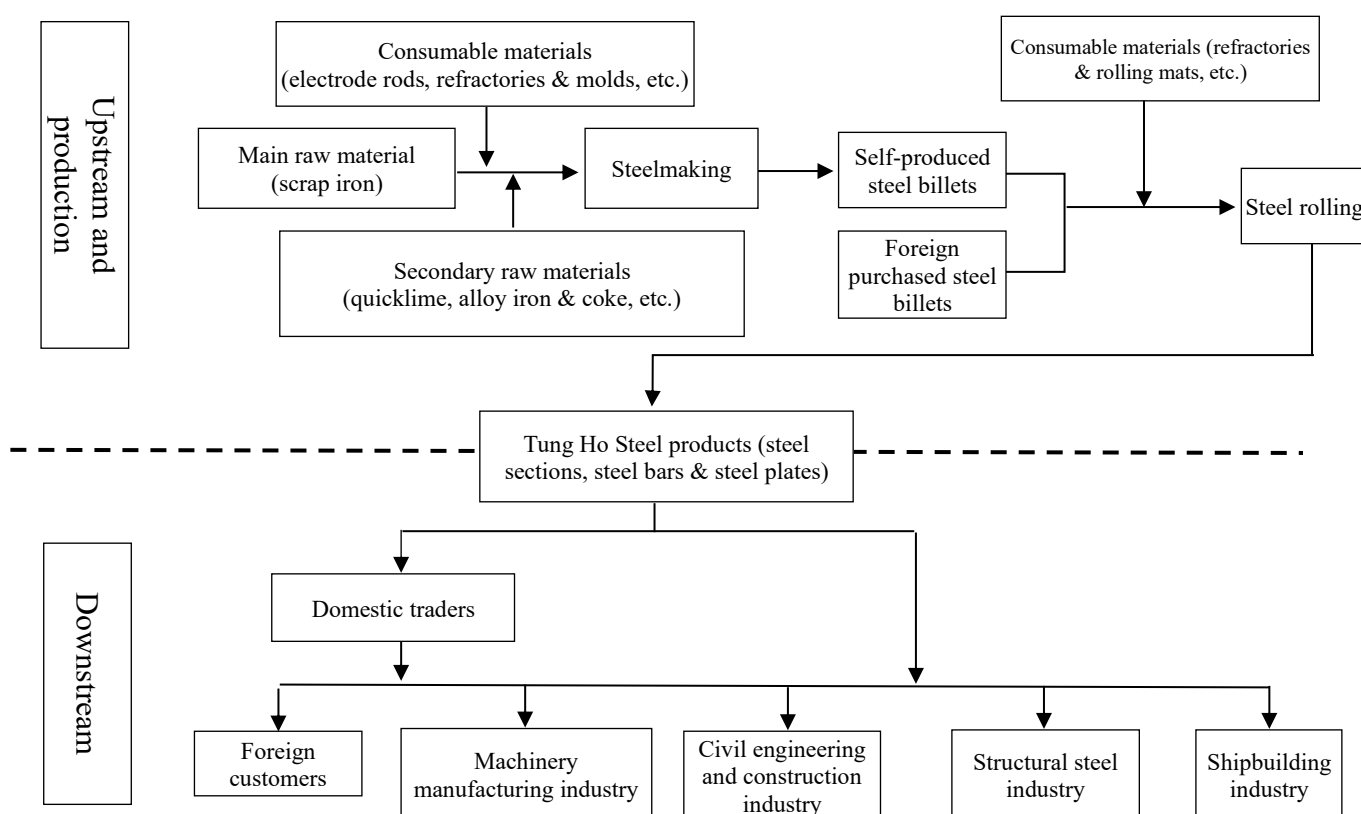 Upstream and
production
Consumable materials
(electrode rods, refractories & molds, etc.)
Consumable materials (refractories
& rolling mats, etc.)
Main raw material
(scrap iron)
Steelmaking
Self-produced
steel billets
Steel rolling
Secondary raw materials
(quicklime, alloy iron & coke, etc.)
Foreign
purchased steel
billets
Tung Ho Steel products (steel
sections, steel bars & steel plates)
Downstream
Domestic traders
Foreign
customers
Machinery
manufacturing industry
Civil engineering
and construction
industry
Structural steel
industry
Shipbuilding
industry